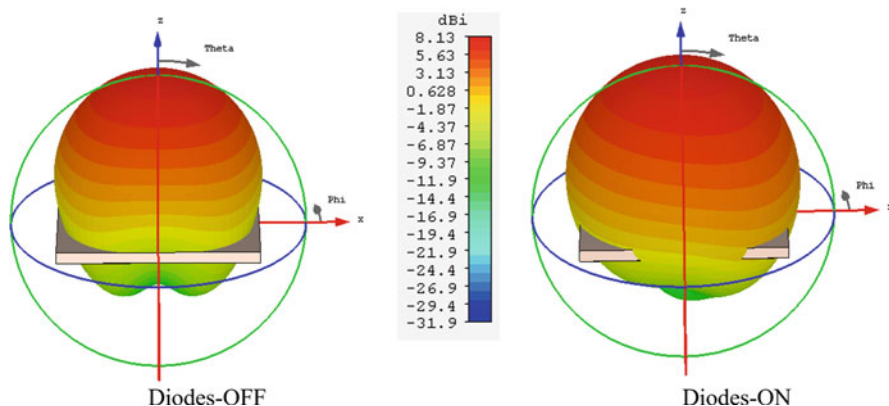 z
Theta
Phi
x
dBi
8.13
5.63
3.13
0.628
-1.87
-4.37
-6.87
-9.37
-11.9
-14.4
-16.9
-19.4
-21.9
-24.4
-26.9
-29.4
-31.9
z
Theta
Phi
Diodes-OFF
Diodes-ON